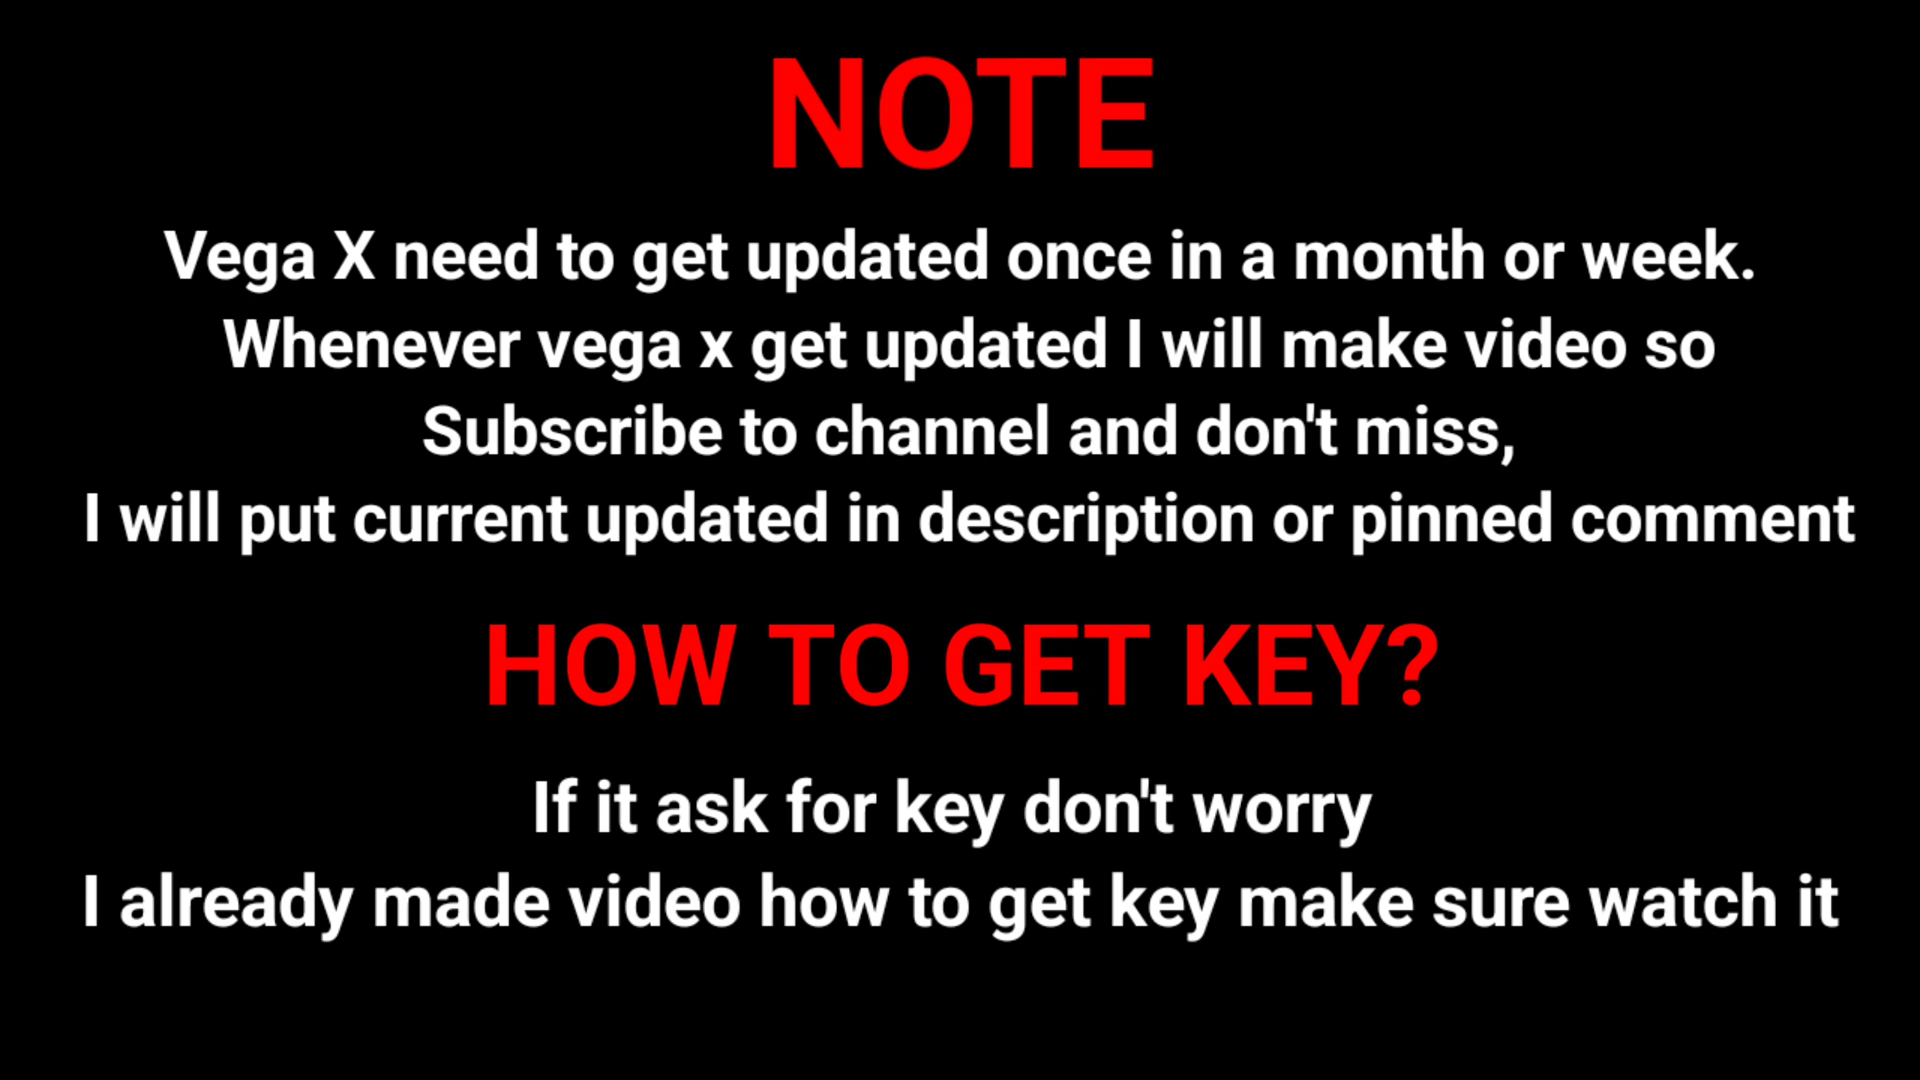 NOTE
Vega X need to get updated once in a month or week.
Whenever vega x get updated I will make video so
Subscribe to channel and don't miss,
I will put current updated in description or pinned comment
HOW TO GET KEY?
If it ask for key don't worry
I already made video how to get key make sure watch it